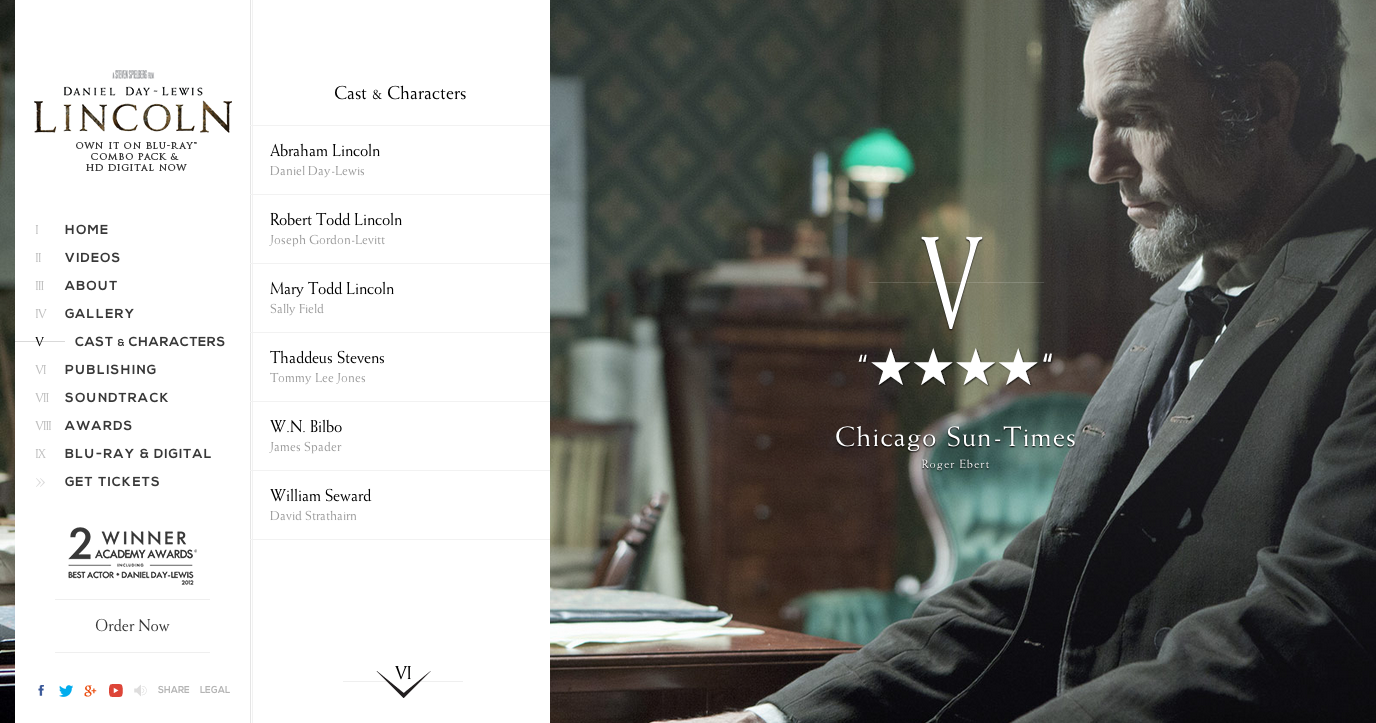 DANIEL DAY-LEWIS
LINCOLN
OWN IT ON BLU-RAY™
COMBO PACK &
HD DIGITAL NOW
I HOME
II VIDEOS
III ABOUT
IV GALLERY
V CAST & CHARACTERS
VI PUBLISHING
VII SOUNDTRACK
VIII AWARDS
IX BLU-RAY & DIGITAL
» GET TICKETS
2 WINNER
ACADEMY AWARDS®
INCLUDING
BEST ACTOR • DANIEL DAY-LEWIS
2012
Order Now
SHARE LEGAL
Cast & Characters
Abraham Lincoln
Daniel Day-Lewis
Robert Todd Lincoln
Joseph Gordon-Levitt
Mary Todd Lincoln
Sally Field
Thaddeus Stevens
Tommy Lee Jones
W.N. Bilbo
James Spader
William Seward
David Strathairn
VI
V
“★★★★“
Chicago Sun-Times
Roger Ebert